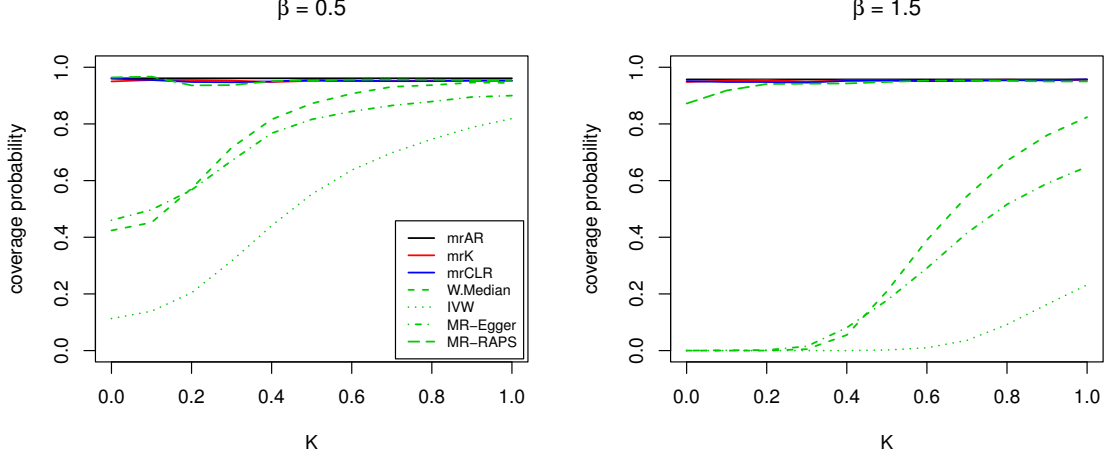 β = 0.5
coverage probability
1.0
0.8
0.6
0.4
0.2
0.0
mrAR
mrK
mrCLR
W.Median
IVW
MR−Egger
MR−RAPS
0.0 0.2 0.4 0.6 0.8 1.0
K
β = 1.5
coverage probability
1.0
0.8
0.6
0.4
0.2
0.0
0.0 0.2 0.4 0.6 0.8 1.0
K